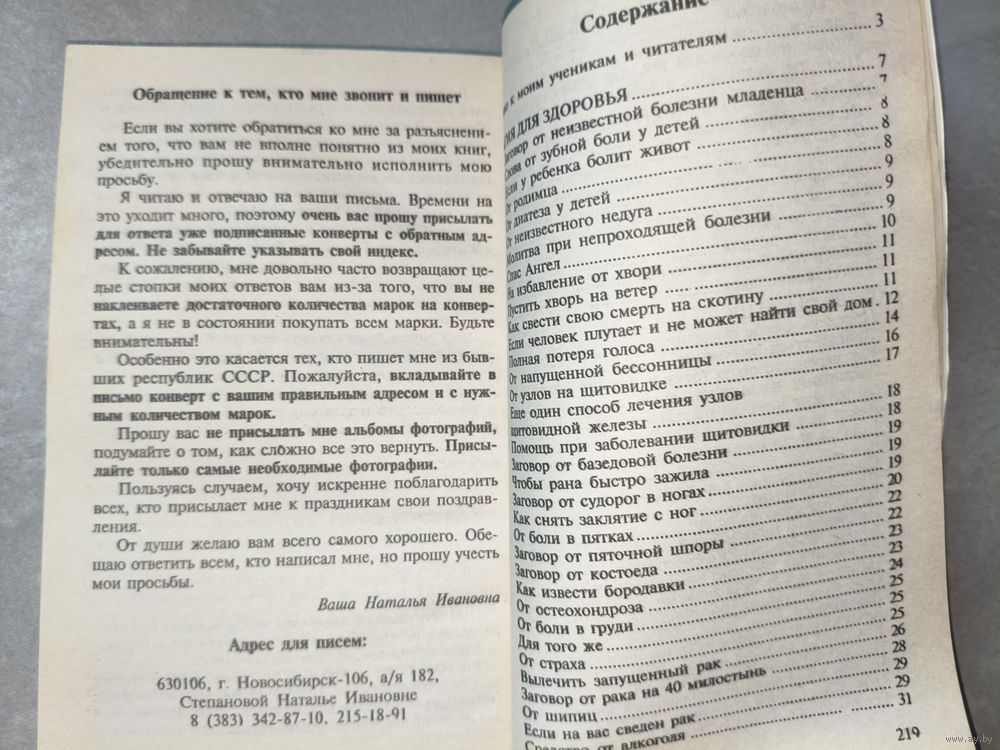 Обращение к тем, кто мне звонит и пишет
Если вы хотите обратиться ко мне за разъяснени-
ем того, что вам не вполне понятно из моих книг,
убедительно прошу внимательно исполнить мою
просьбу.
Я читаю и отвечаю на ваши письма. Времени на
это уходит много, поэтому очень вас прошу присылать
для ответа уже подписанные конверты с обратным ад-
ресом. Не забывайте указывать свой индекс.
К сожалению, мне довольно часто возвращают це-
лые стопки моих ответов вам из-за того, что вы не
наклеиваете достаточного количества марок на конвер-
тах, а я не в состоянии покупать всем марки. Будьте
внимательны!
Особенно это касается тех, кто пишет мне из быв-
ших республик СССР. Пожалуйста, вкладывайте в
письмо конверт с вашим правильным адресом и с нуж-
ным количеством марок.
Прошу вас не присылать мне альбомы фотографий,
подумайте о том, как сложно все это вернуть. Присы-
лайте только самые необходимые фотографии.
Пользуясь случаем, хочу искренне поблагодарить
всех, кто присылает мне к праздникам свои поздрав-
ления.
От души желаю вам всего самого хорошего. Обе-
щаю ответить всем, кто написал мне, но прошу учесть
мои просьбы.
Ваша Наталья Ивановна
Адрес для писем:
630106, г. Новосибирск-106, а/я 182,
Степановой Наталье Ивановне
8 (383) 342-87-10, 215-18-91
Содержание
к моим ученикам и читателям 3
ДЛЯ ЗДОРОВЬЯ 7
Заговор от неизвестной болезни младенца 7
Слова от зубной боли у детей 8
Если у ребенка болит живот 8
От родимца 8
От диатеза у детей 9
От неизвестного недуга 9
Молитва при непроходящей болезни 9
Спас Ангел 10
На избавление от хвори 11
Пустить хворь на ветер 11
Как свести свою смерть на скотину 11
Если человек плутает и не может найти свой дом . 12
Полная потеря голоса 14
От напущенной бессонницы 16
От узлов на щитовидке 17
Еще один способ лечения узлов
щитовидной железы 18
Помощь при заболевании щитовидки 18
Заговор от базедовой болезни 19
Чтобы рана быстро зажила 19
Заговор от судорог в ногах 19
Как снять заклятие с ног 20
От боли в пятках 22
Заговор от пяточной шпоры 22
Заговор от костоеда 23
Как извести бородавки 23
От остеохондроза 24
От боли в груди 25
Для того же 25
От страха 25
Вылечить запущенный рак 26
Заговор от рака на 40 милостынь 28
От шипиц 29
Если на вас сведен рак 29
Средство от алкоголя 31
219
www.ay.by